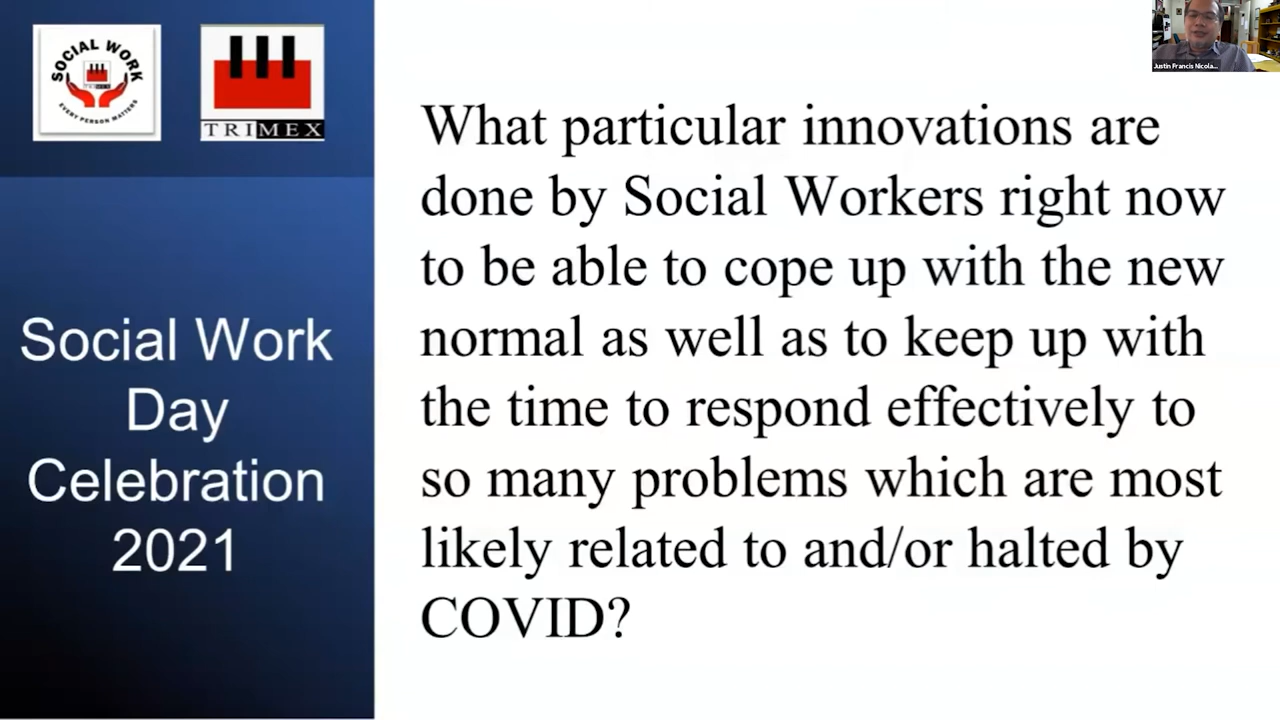 SOCIAL WORK
EVERY PERSON MATTERS
TRIMEX
Social Work
Day
Celebration
2021
Justin Francis Nicola...
What particular innovations are
done by Social Workers right now
to be able to cope up with the new
normal as well as to keep up with
the time to respond effectively to
so many problems which are most
likely related to and/or halted by
COVID?